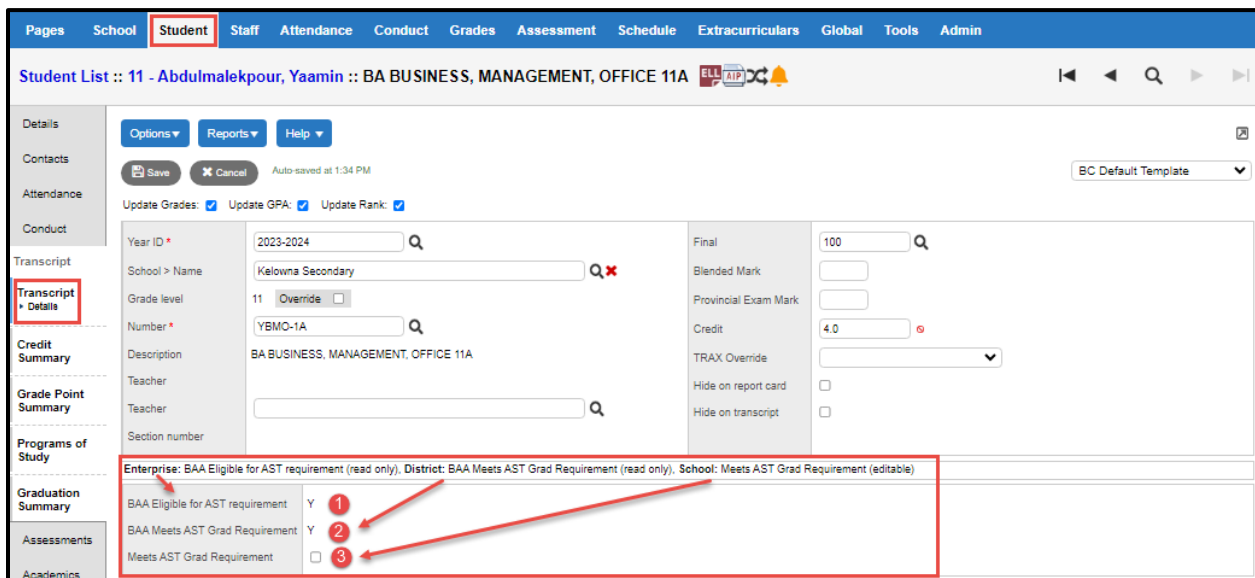 Pages School Student Staff Attendance Conduct Grades Assessment Schedule Extracurriculars Global Tools Admin
Student List :: 11 - Abdulmalekpour, Yaamin :: BA BUSINESS, MANAGEMENT, OFFICE 11A ELL AIP
Details
Contacts
Attendance
Conduct
Transcript
Transcript
▸ Details
Credit
Summary
Grade Point
Summary
Programs of
Study
Graduation
Summary
Assessments
Academics
Options▾ Reports▾ Help ▾
Save ✖ Cancel Auto-saved at 1:34 PM BC Default Template
Update Grades: Update GPA: Update Rank:
Year ID * 2023-2024
School > Name Kelowna Secondary
Grade level 11 Override
Number * YBMO-1A
Description BA BUSINESS, MANAGEMENT, OFFICE 11A
Teacher
Teacher
Section number
Final 100
Blended Mark
Provincial Exam Mark
Credit 4.0
TRAX Override
Hide on report card
Hide on transcript
Enterprise: BAA Eligible for AST requirement (read only), District: BAA Meets AST Grad Requirement (read only), School: Meets AST Grad Requirement (editable)
BAA Eligible for AST requirement Y 1
BAA Meets AST Grad Requirement Y 2
Meets AST Grad Requirement 3